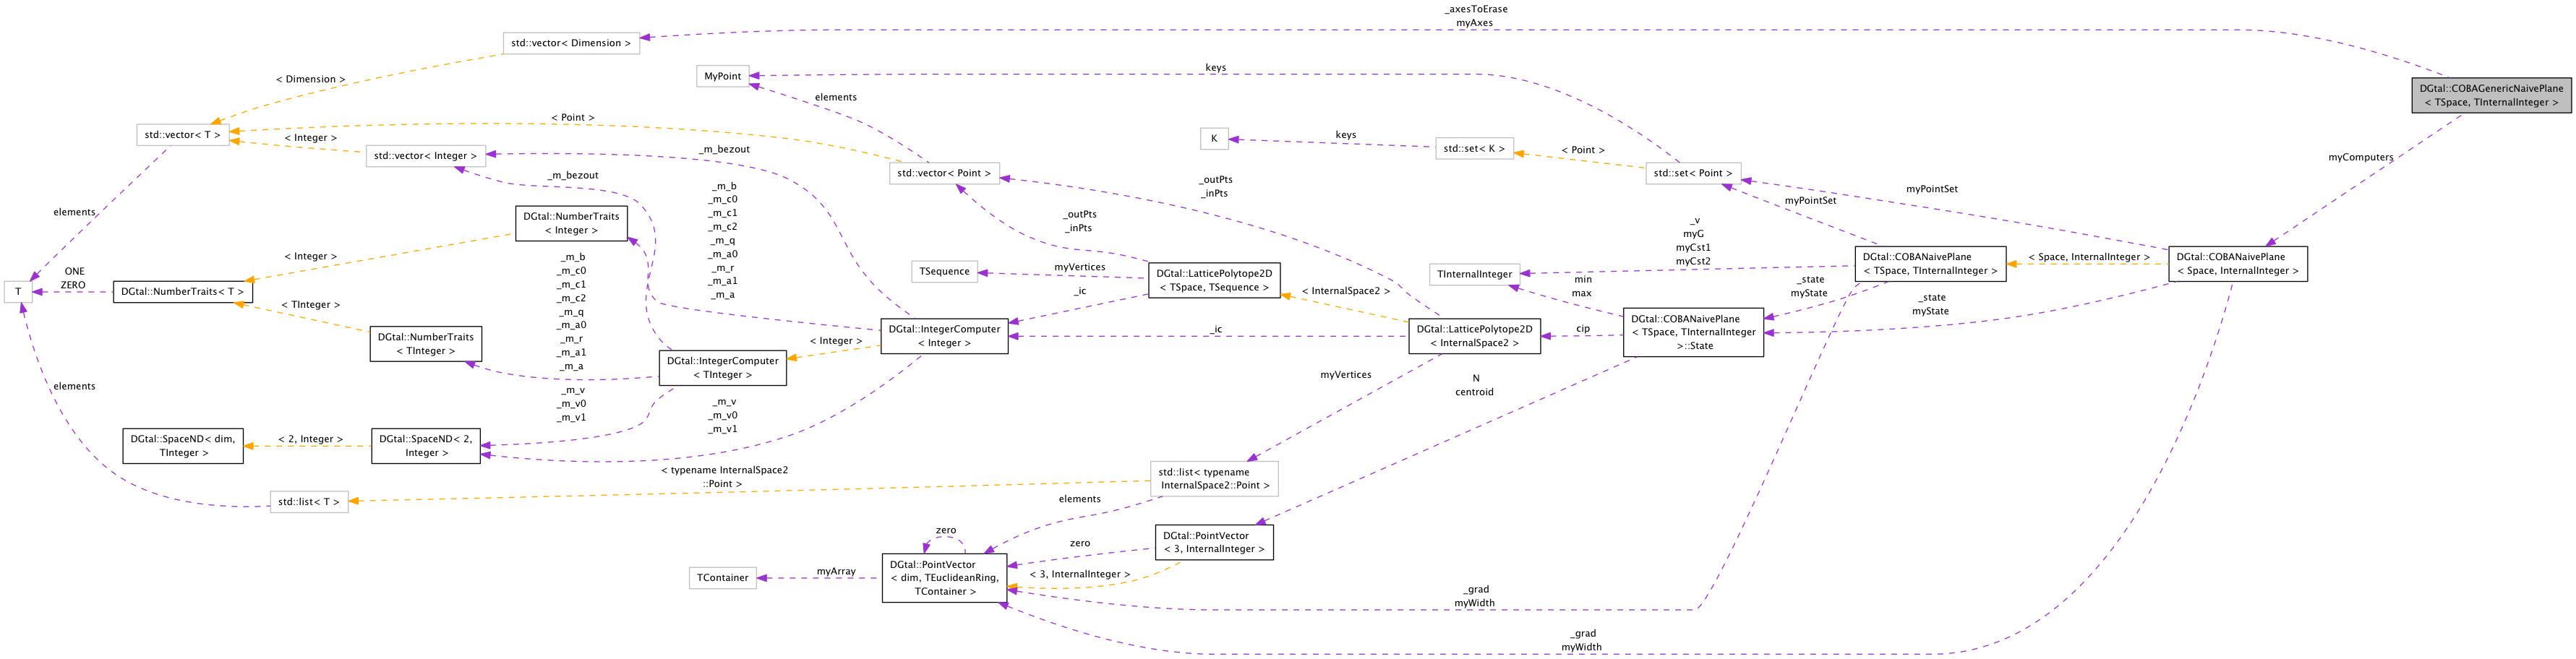 _axesToErase
myAxes
std::vector< Dimension >
< Dimension >
MyPoint
keys
DGtal::COBAGenericNaivePlane
< TSpace, TInternalInteger >
elements
std::vector< T >
< Point >
< Integer >
std::vector< Integer >
_m_bezout
_m_bezout
std::vector< Point >
K
keys
std::set< K >
< Point >
std::set< Point >
myComputers
myPointSet
myPointSet
elements
DGtal::NumberTraits
< Integer >
_m_b
_m_c0
_m_c1
_m_c2
_m_q
_m_a0
_m_r
_m_a1
_m_a
_outPts
_inPts
_outPts
_inPts
_v
myG
myCst1
myCst2
< Integer >
_m_b
_m_c0
_m_c1
_m_c2
_m_q
_m_a0
_m_r
_m_a1
_m_a
TSequence
myVertices
DGtal::LatticePolytope2D
< TSpace, TSequence >
TInternalInteger
DGtal::COBANaivePlane
< TSpace, TInternalInteger >
< Space, InternalInteger >
DGtal::COBANaivePlane
< Space, InternalInteger >
T
ONE
ZERO
DGtal::NumberTraits< T >
< TInteger >
_ic
< InternalSpace2 >
min
max
_state
myState
_state
myState
DGtal::NumberTraits
< TInteger >
DGtal::IntegerComputer
< TInteger >
< Integer >
DGtal::IntegerComputer
< Integer >
_ic
DGtal::LatticePolytope2D
< InternalSpace2 >
cip
DGtal::COBANaivePlane
< TSpace, TInternalInteger
>::State
elements
_m_v
_m_v0
_m_v1
_m_v
_m_v0
_m_v1
myVertices
N
centroid
DGtal::SpaceND< dim,
TInteger >
< 2, Integer >
DGtal::SpaceND< 2,
Integer >
std::list< T >
< typename InternalSpace2
::Point >
std::list< typename
InternalSpace2::Point >
elements
zero
zero
DGtal::PointVector
< 3, InternalInteger >
TContainer
myArray
DGtal::PointVector
< dim, TEuclideanRing,
TContainer >
< 3, InternalInteger >
_grad
myWidth
_grad
myWidth